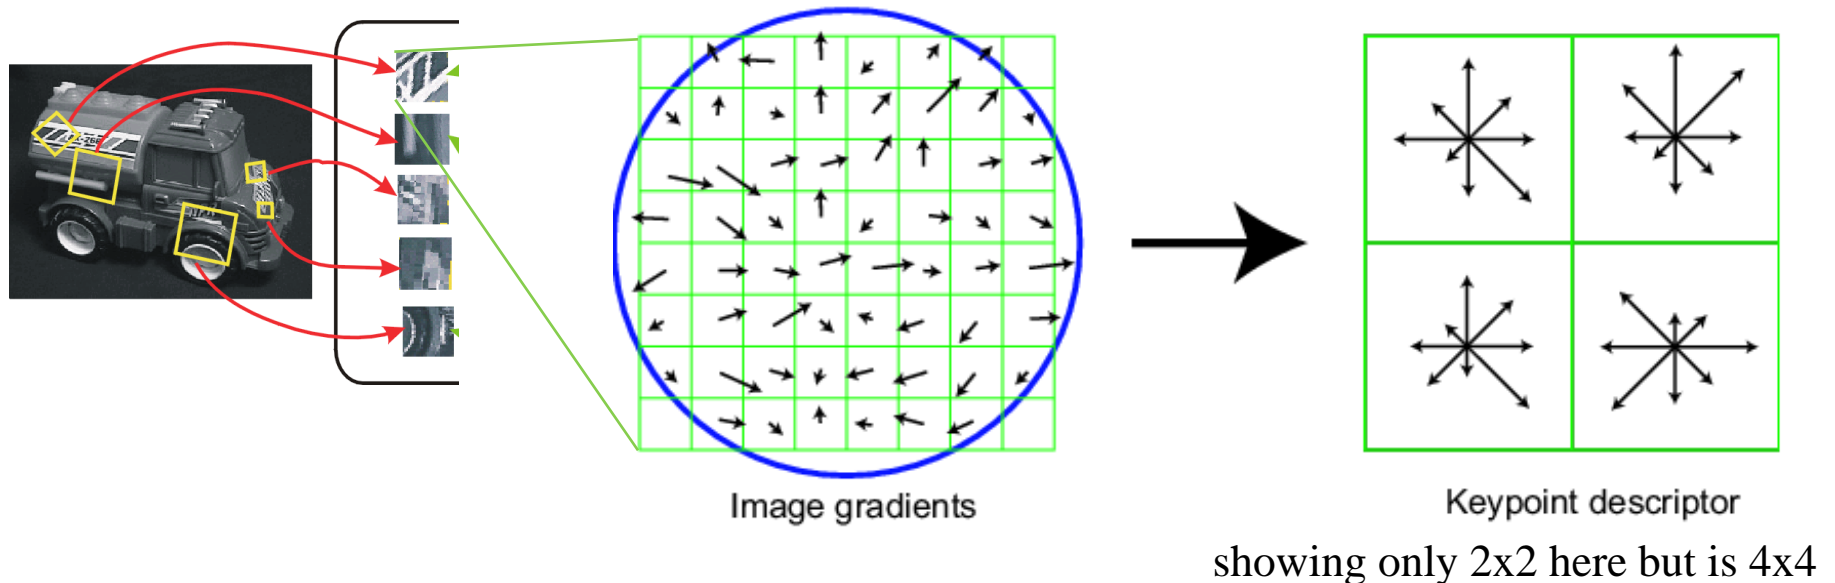 Image gradients
Keypoint descriptor
showing only 2x2 here but is 4x4